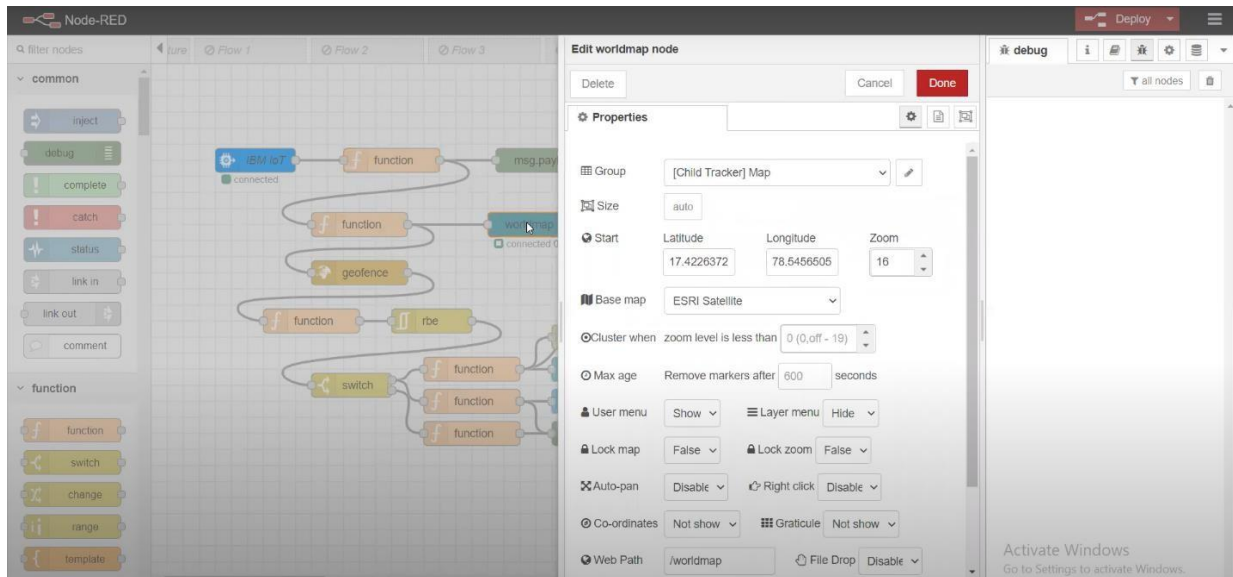 Node-RED
Deploy
filter nodes
ture
Flow 1
Flow 2
Flow 3
Edit worldmap node
debug
Delete
Cancel
Done
all nodes
common
Properties
inject
debug
complete
catch
status
link in
link out
comment
function
function
switch
change
range
template
IBM IoT
connected
function
msg.payl
function
worldmap
connected 0
geofence
function
rbe
switch
function
function
function
Group [Child Tracker] Map
Size auto
Start Latitude Longitude Zoom
17.4226372 78.5456505 16
Base map ESRI Satellite
Cluster when zoom level is less than 0 (0,off - 19)
Max age Remove markers after 600 seconds
User menu Show Layer menu Hide
Lock map False Lock zoom False
Auto-pan Disable Right click Disable
Co-ordinates Not show Graticule Not show
Web Path /worldmap File Drop Disable
Activate Windows
Go to Settings to activate Windows.